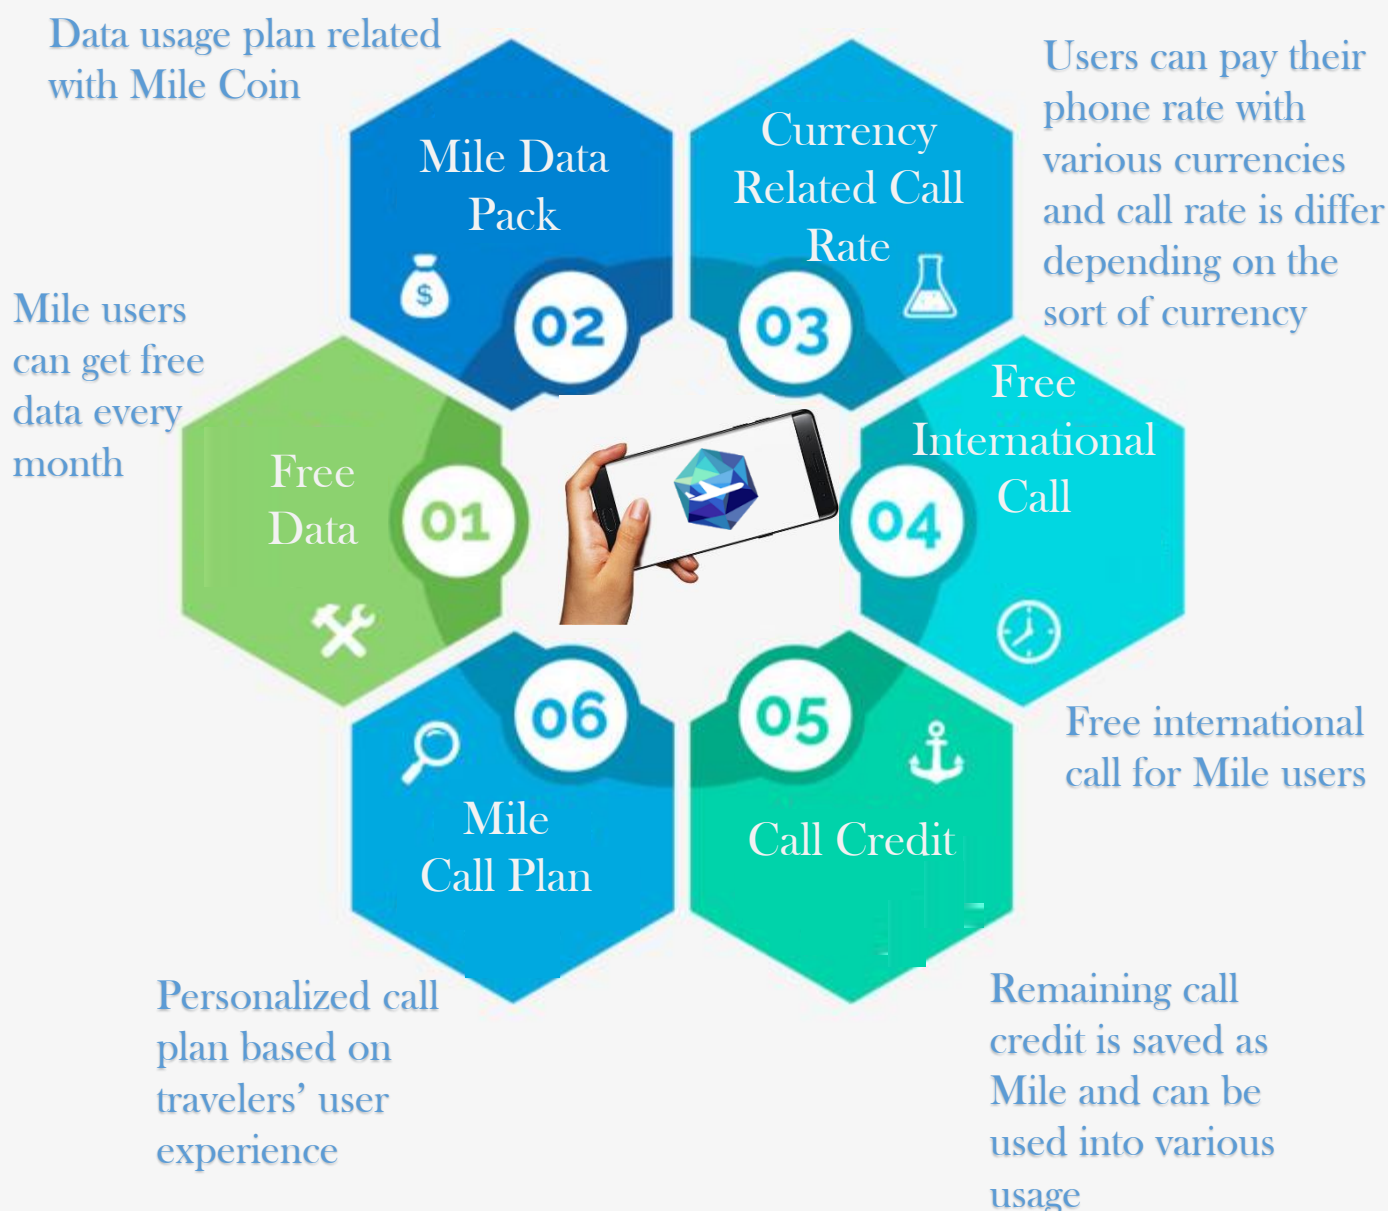 Data usage plan related
with Mile Coin
Mile Data
Pack
$
02
Currency
Related Call
Rate
03
Users can pay their
phone rate with
various currencies
and call rate is differ
depending on the
sort of currency
Mile users
can get free
data every
month
Free
Data
01
Free
International
Call
04
Free international
call for Mile users
06
Mile
Call Plan
05
Call Credit
Personalized call
plan based on
travelers’ user
experience
Remaining call
credit is saved as
Mile and can be
used into various
usage